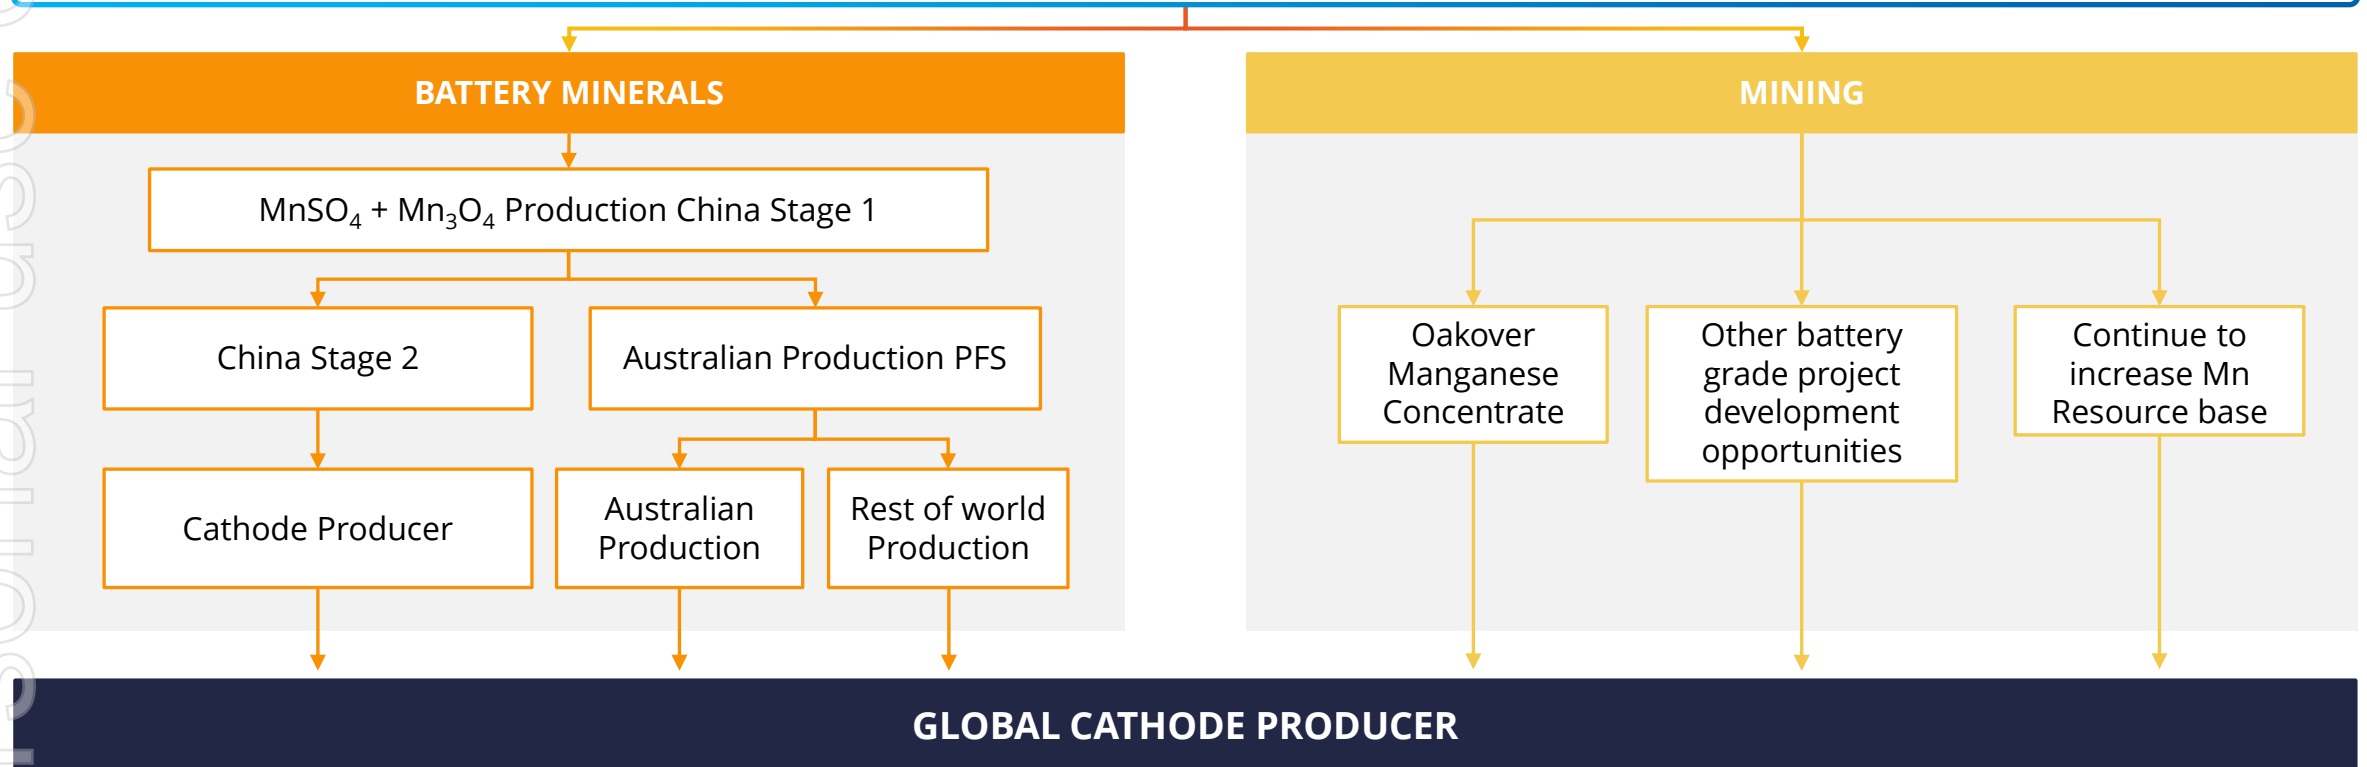 BATTERY MINERALS
MnSO₄ + Mn₃O₄ Production China Stage 1
China Stage 2
Australian Production PFS
Cathode Producer
Australian
Production
Rest of world
Production
MINING
Oakover
Manganese
Concentrate
Other battery
grade project
development
opportunities
Continue to
increase Mn
Resource base
GLOBAL CATHODE PRODUCER